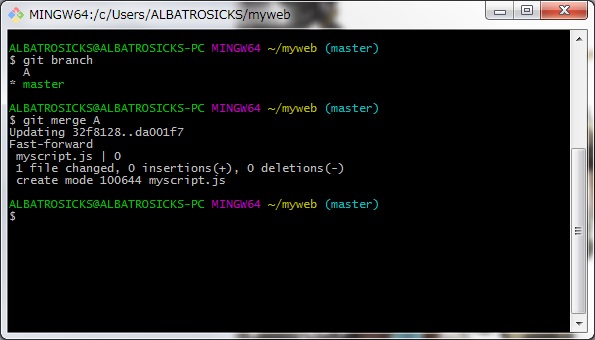 MINGW64:/c/Users/ALBATROSICKS/myweb
ALBATROSICKS@ALBATROSICKS-PC MINGW64 ~/myweb (master)
$ git branch
  A
* master
ALBATROSICKS@ALBATROSICKS-PC MINGW64 ~/myweb (master)
$ git merge A
Updating 32f8128..da001f7
Fast-forward
 myscript.js | 0
 1 file changed, 0 insertions(+), 0 deletions(-)
 create mode 100644 myscript.js
ALBATROSICKS@ALBATROSICKS-PC MINGW64 ~/myweb (master)
$